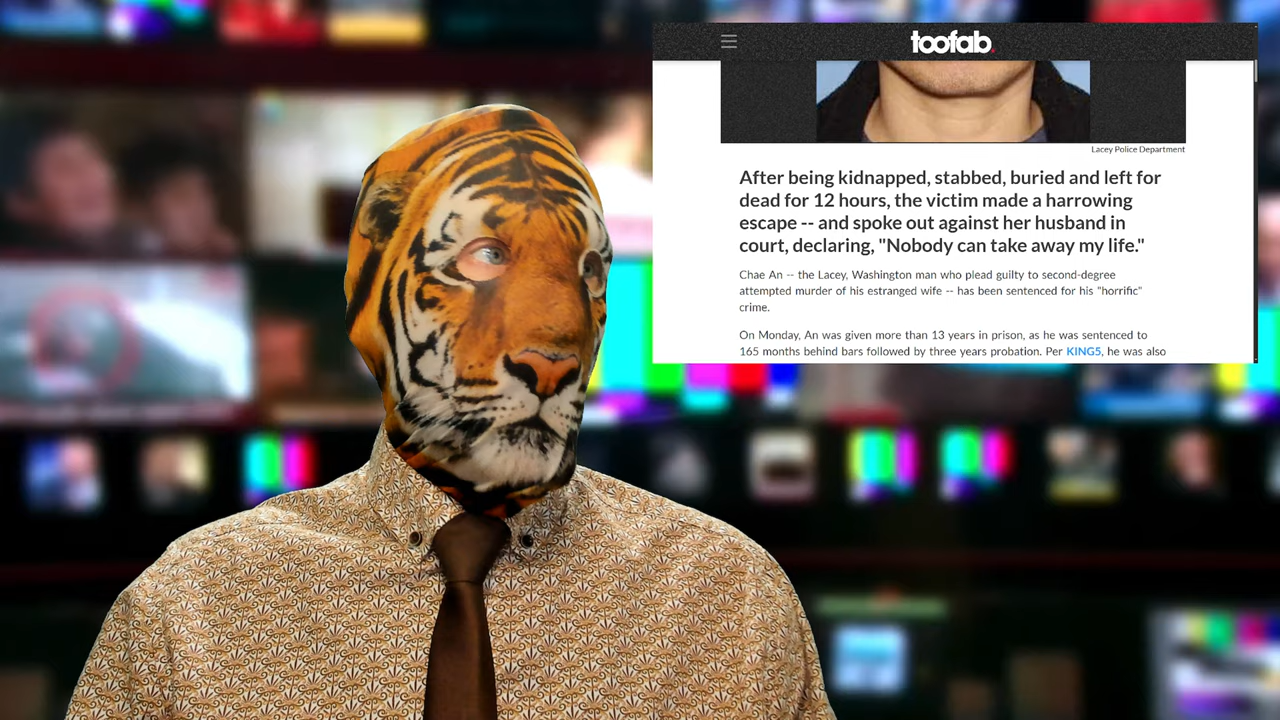 toofab.
Lacey Police Department
After being kidnapped, stabbed, buried and left for
dead for 12 hours, the victim made a harrowing
escape -- and spoke out against her husband in
court, declaring, "Nobody can take away my life."
Chae An -- the Lacey, Washington man who plead guilty to second-degree
attempted murder of his estranged wife -- has been sentenced for his "horrific"
crime.
On Monday, An was given more than 13 years in prison, as he was sentenced to
165 months behind bars followed by three years probation. Per KING5, he was also